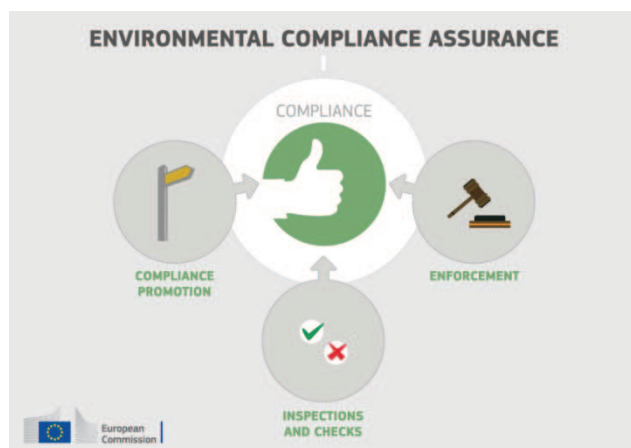 ENVIRONMENTAL COMPLIANCE ASSURANCE
COMPLIANCE
COMPLIANCE
PROMOTION
ENFORCEMENT
INSPECTIONS
AND CHECKS
European
Commission